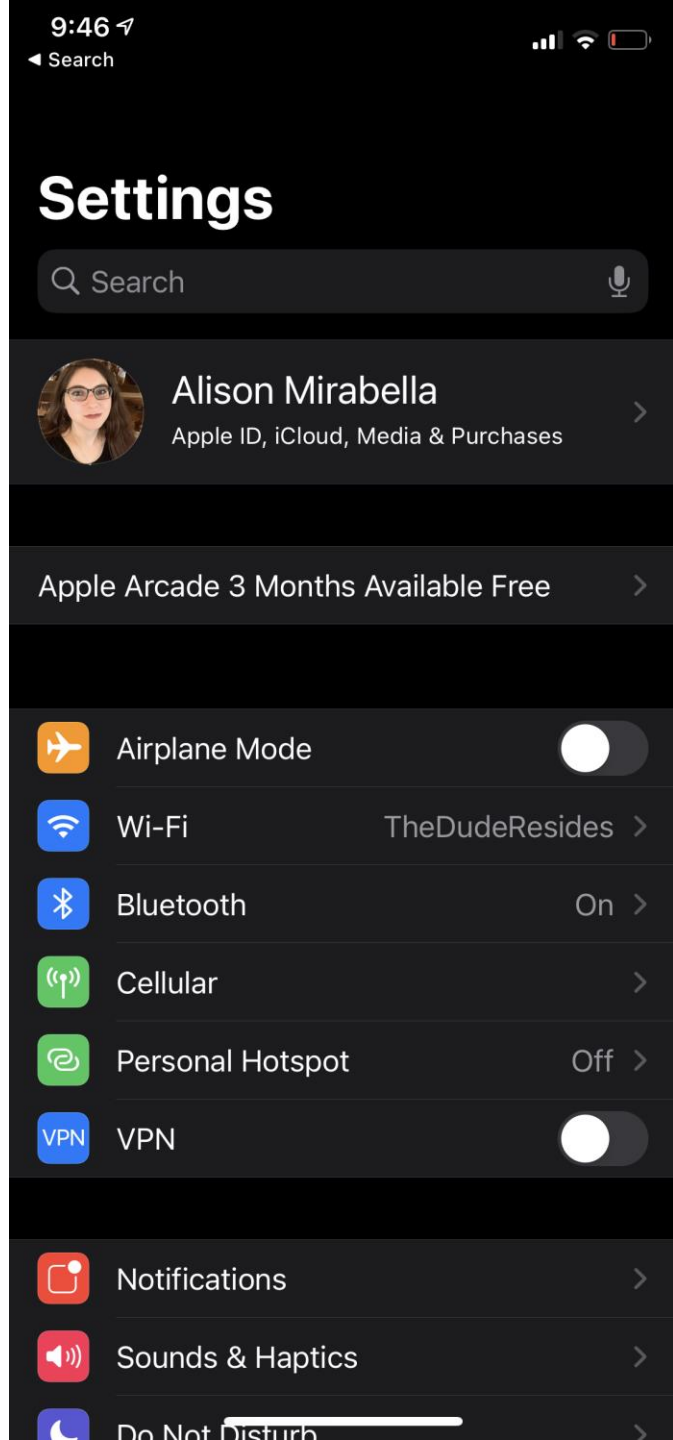 9:46
Search
Settings
Search
Alison Mirabella
Apple ID, iCloud, Media & Purchases
Apple Arcade 3 Months Available Free
Airplane Mode
Wi-Fi TheDudeResides
Bluetooth On
Cellular
Personal Hotspot Off
VPN VPN
Notifications
Sounds & Haptics
Do Not Disturb